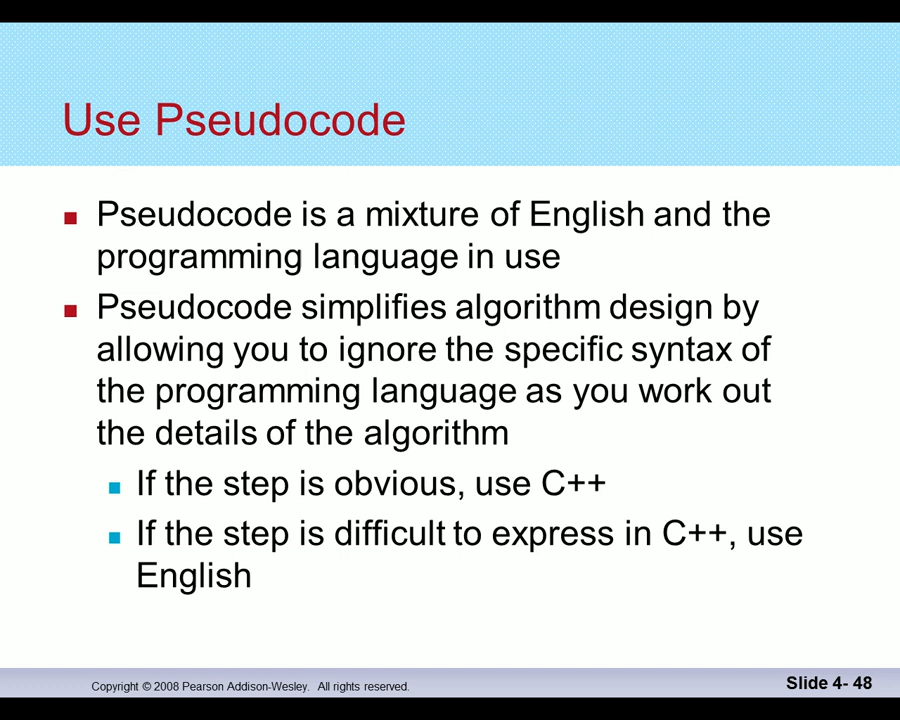 Use Pseudocode
Pseudocode is a mixture of English and the
programming language in use
Pseudocode simplifies algorithm design by
allowing you to ignore the specific syntax of
the programming language as you work out
the details of the algorithm
If the step is obvious, use C++
If the step is difficult to express in C++, use
English
Copyright © 2008 Pearson Addison-Wesley. All rights reserved.
Slide 4- 48